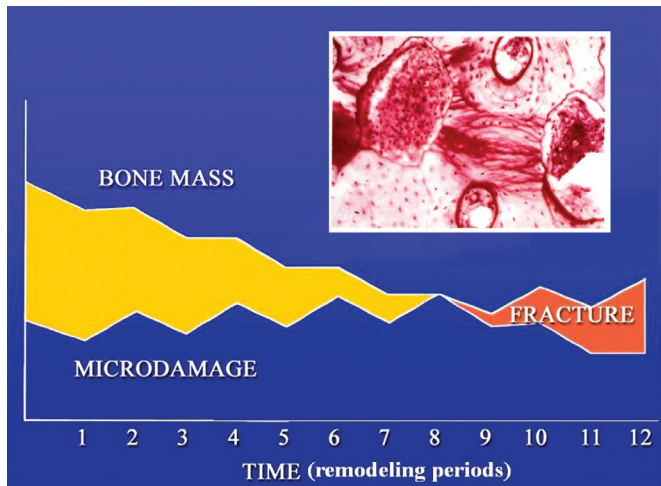 BONE MASS
FRACTURE
MICRODAMAGE
1 2 3 4 5 6 7 8 9 10 11 12
TIME (remodeling periods)